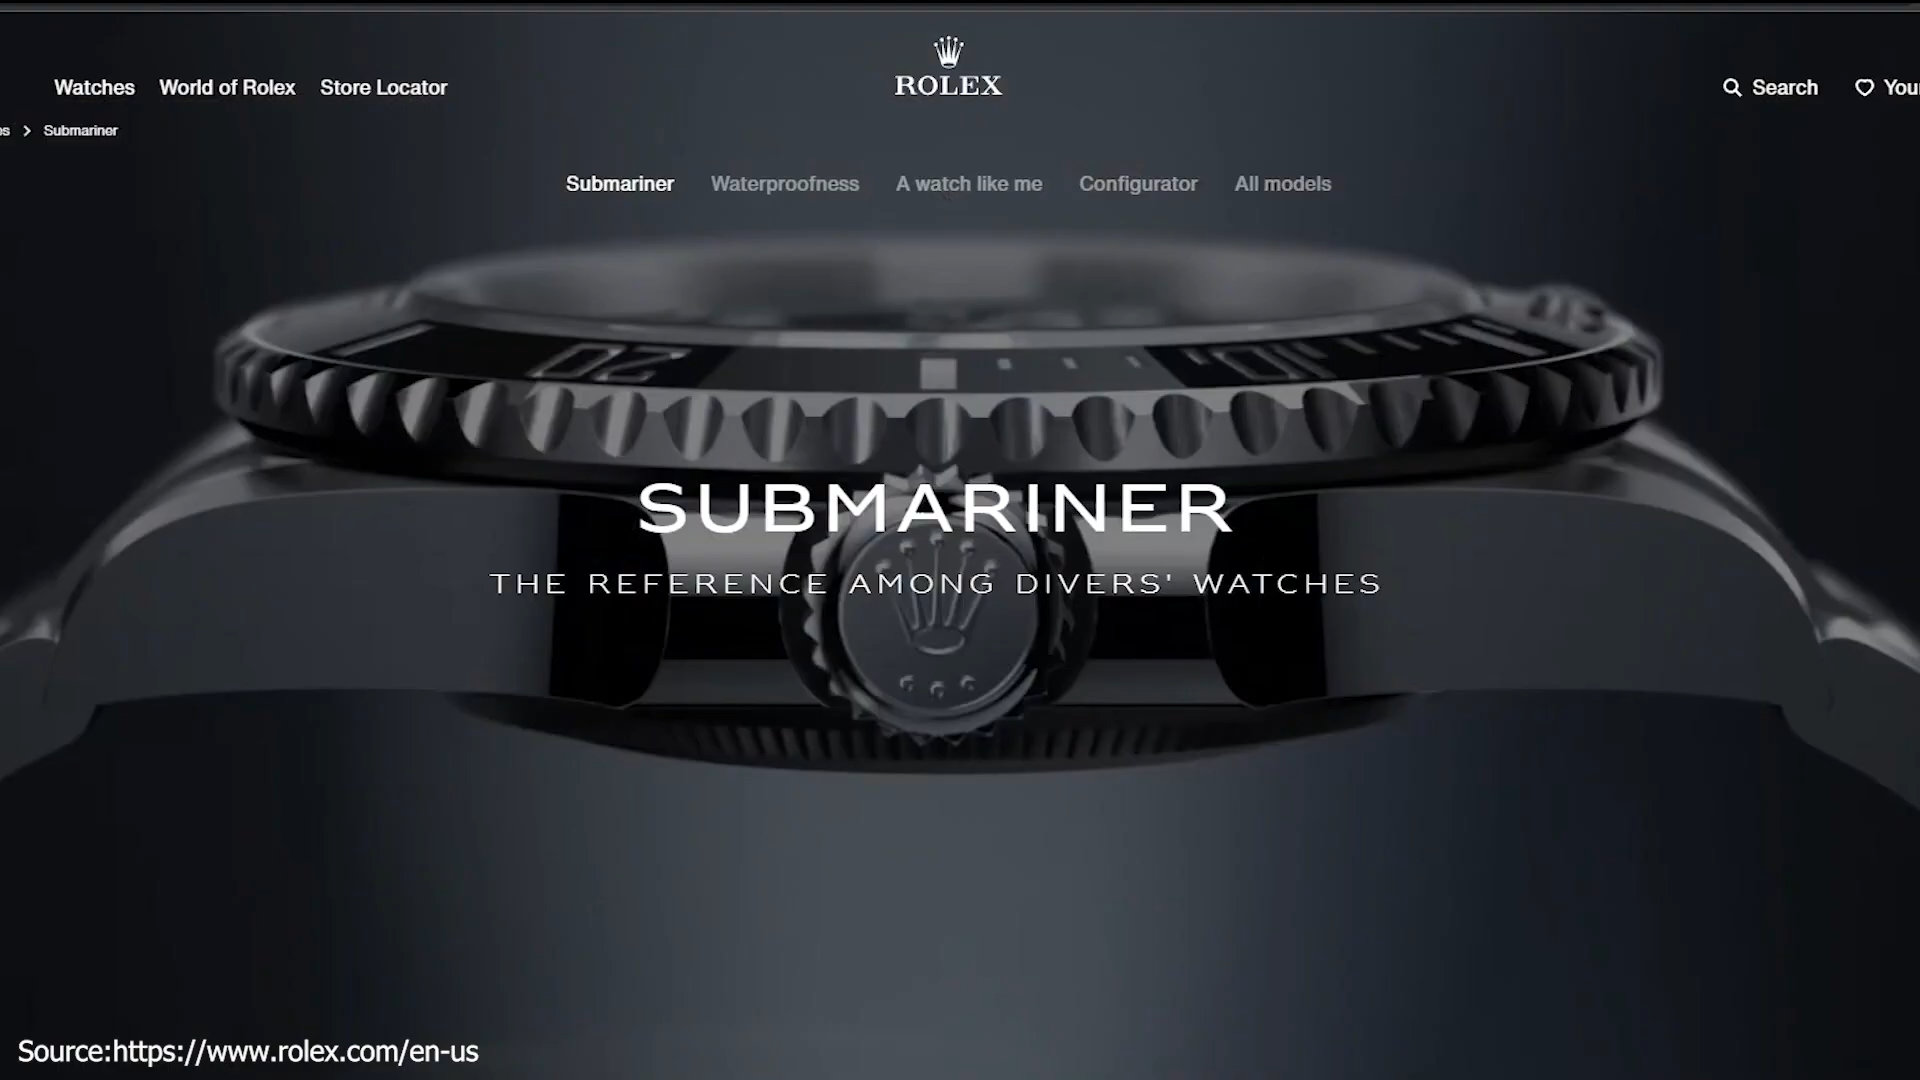 ROLEX
Watches World of Rolex Store Locator
Search
Submariner
Submariner Waterproofness A watch like me Configurator All models
20
10
SUBMARINER
THE REFERENCE AMONG DIVERS' WATCHES
Source:https://www.rolex.com/en-us